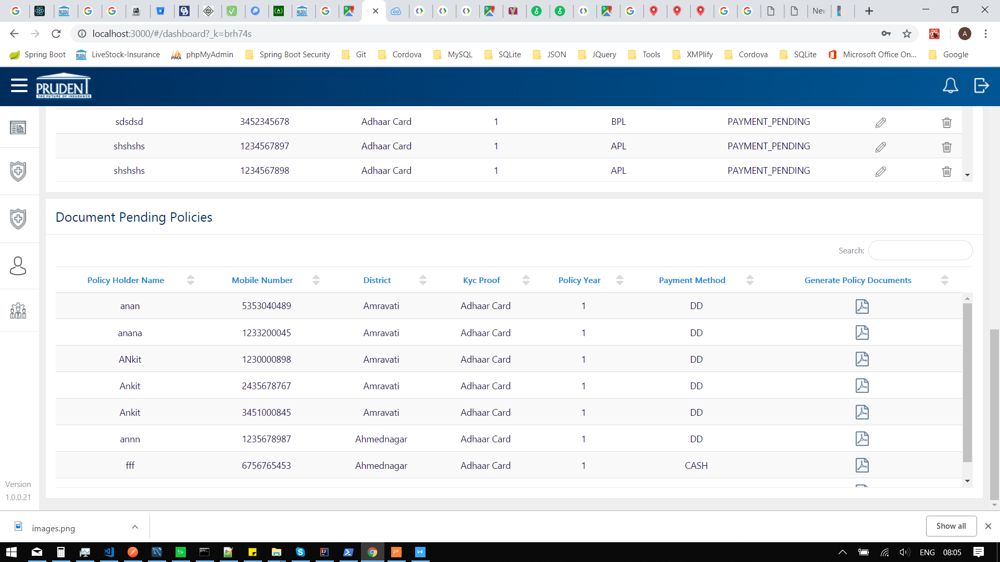 New
localhost:3000/#/dashboard?_k=brh74s
A
Spring Boot LiveStock-Insurance phpMyAdmin Spring Boot Security Git Cordova MySQL SQLite JSON JQuery Tools XMPlify Cordova SQLite Microsoft Office On... Google
PRUDENT
THE FUTURE OF INSURANCE
sdsdsd 3452345678 Adhaar Card 1 BPL PAYMENT_PENDING
shshshs 1234567897 Adhaar Card 1 APL PAYMENT_PENDING
shshshs 1234567898 Adhaar Card 1 APL PAYMENT_PENDING
Document Pending Policies
Search:
Policy Holder Name Mobile Number District Kyc Proof Policy Year Payment Method Generate Policy Documents
anan 5353040489 Amravati Adhaar Card 1 DD
anana 1233200045 Amravati Adhaar Card 1 DD
ANkit 1230000898 Amravati Adhaar Card 1 DD
Ankit 2435678767 Amravati Adhaar Card 1 DD
Ankit 3451000845 Amravati Adhaar Card 1 DD
annn 1235678987 Ahmednagar Adhaar Card 1 DD
fff 6756765453 Ahmednagar Adhaar Card 1 CASH
Version
1.0.0.21
images.png
Show all
ENG 08:05